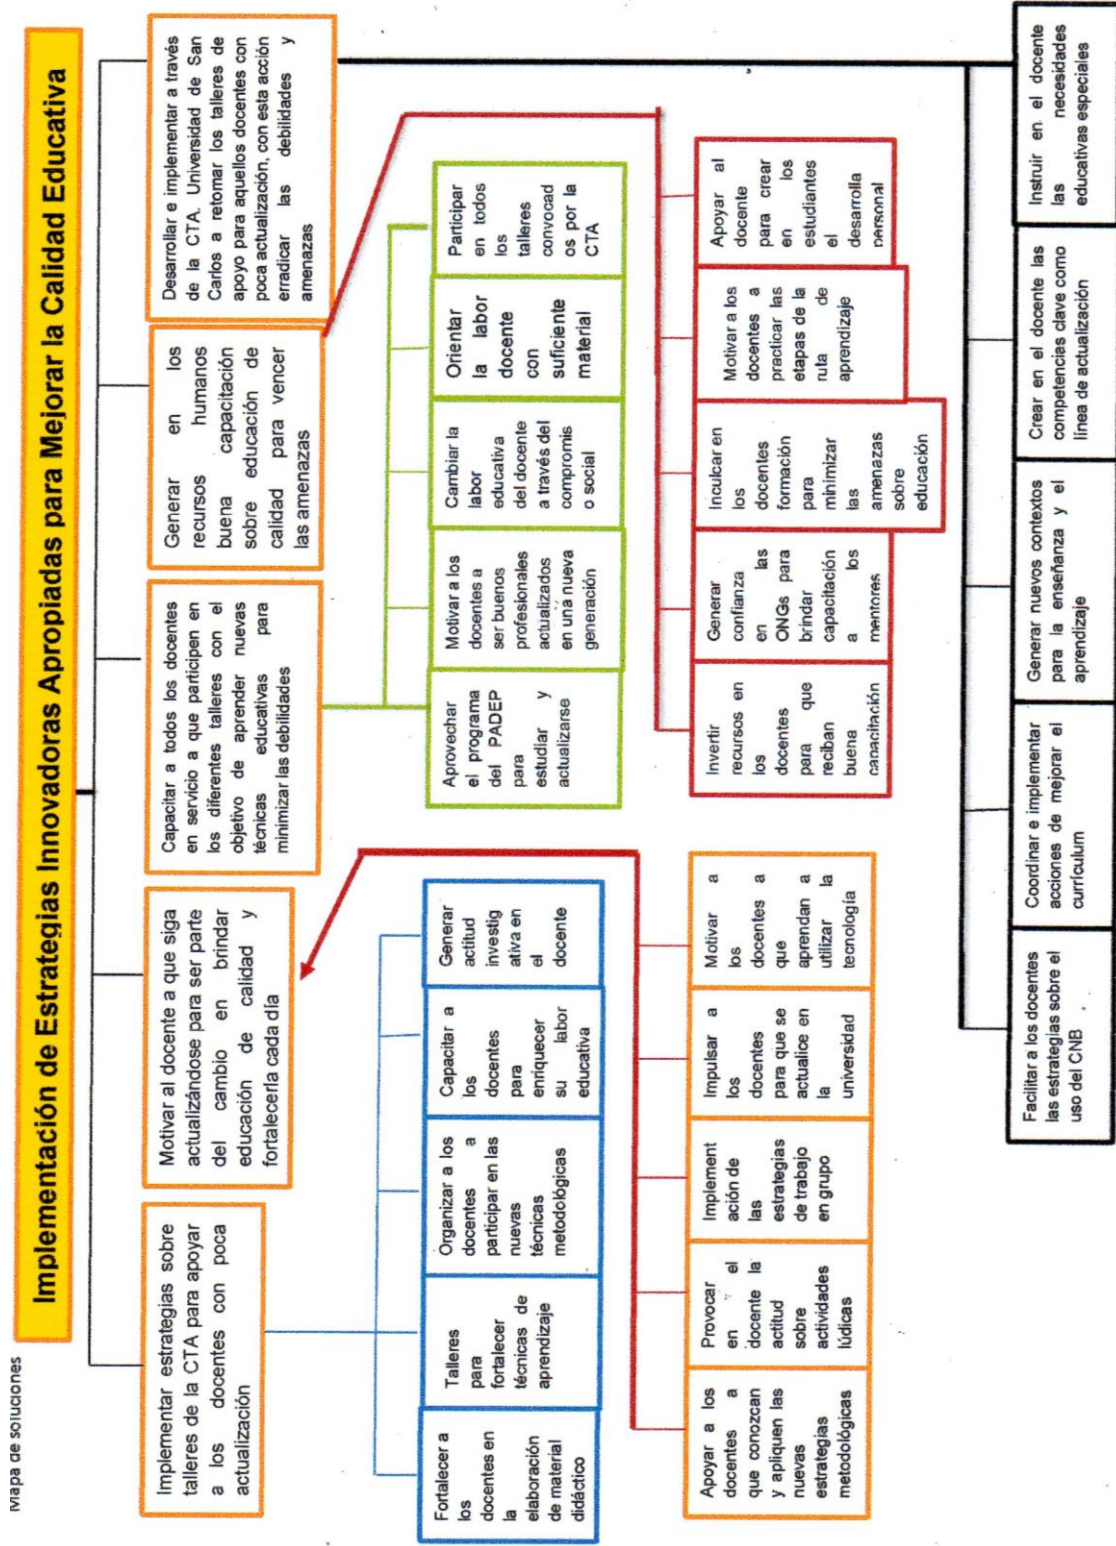 Mapa de soluciones
Implementación de Estrategias Innovadoras Apropiadas para Mejorar la Calidad Educativa
Implementar estrategias sobre
talleres de la CTA para apoyar
a los docentes con poca
actualización
Motivar al docente a que siga
actualizándose para ser parte
del cambio en brindar
educación de calidad y
fortalecerla cada día
Capacitar a todos los docentes
en servicio a que participen en
los diferentes talleres con el
objetivo de aprender nuevas
técnicas educativas para
minimizar las debilidades
Generar en los
recursos humanos
buena capacitación
sobre educación de
calidad para vencer
las amenazas
Desarrollar e implementar a través
de la CTA. Universidad de San
Carlos a retomar los talleres de
apoyo para aquellos docentes con
poca actualización, con esta acción
erradicar las debilidades y
amenazas
Fortalecer a
los
docentes en
la
elaboración
de material
didáctico
Talleres
para
fortalecer
técnicas de
aprendizaje
Organizar a los
docentes a
participar en las
nuevas
técnicas
metodológicas
Capacitar a
los
docentes
para
enriquecer
su labor
educativa
Generar
actitud
investig
ativa en
el
docente
Aprovechar
el programa
del PADEP
para
estudiar y
actualizarse
Motivar a los
docentes a
ser buenos
profesionales
actualizados
en una nueva
generación
Cambiar la
labor
educativa
del docente
a través del
compromis
o social
Orientar
la labor
docente
con
suficiente
material
Participar
en todos
los
talleres
convocad
os por la
CTA
Apoyar a los
docentes a
que conozcan
y apliquen las
nuevas
estrategias
metodológicas
Provocar
en el
docente la
actitud
sobre
actividades
lúdicas
Implement
ación de
las
estrategias
de trabajo
en grupo
Impulsar a
los
docentes
para que se
actualice en
la
universidad
Motivar a
los
docentes a
que
aprendan a
utilizar la
tecnología
Invertir
recursos en
los
docentes
para que
reciban
buena
capacitación
Generar
confianza
en las
ONGs para
brindar
capacitación
a los
mentores
Inculcar en
los
docentes
formación
para
minimizar
las
amenazas
sobre
educación
Motivar a los
docentes a
practicar las
etapas de la
ruta de
aprendizaje
Apoyar al
docente
para crear
en los
estudiantes
el
desarrolla
personal
Facilitar a los docentes
las estrategias sobre el
uso del CNB
Coordinar e implementar
acciones de mejorar el
currículum
Generar nuevos contextos
para la enseñanza y el
aprendizaje
Crear en el docente las
competencias clave como
línea de actualización
Instruir en el docente
las necesidades
educativas especiales